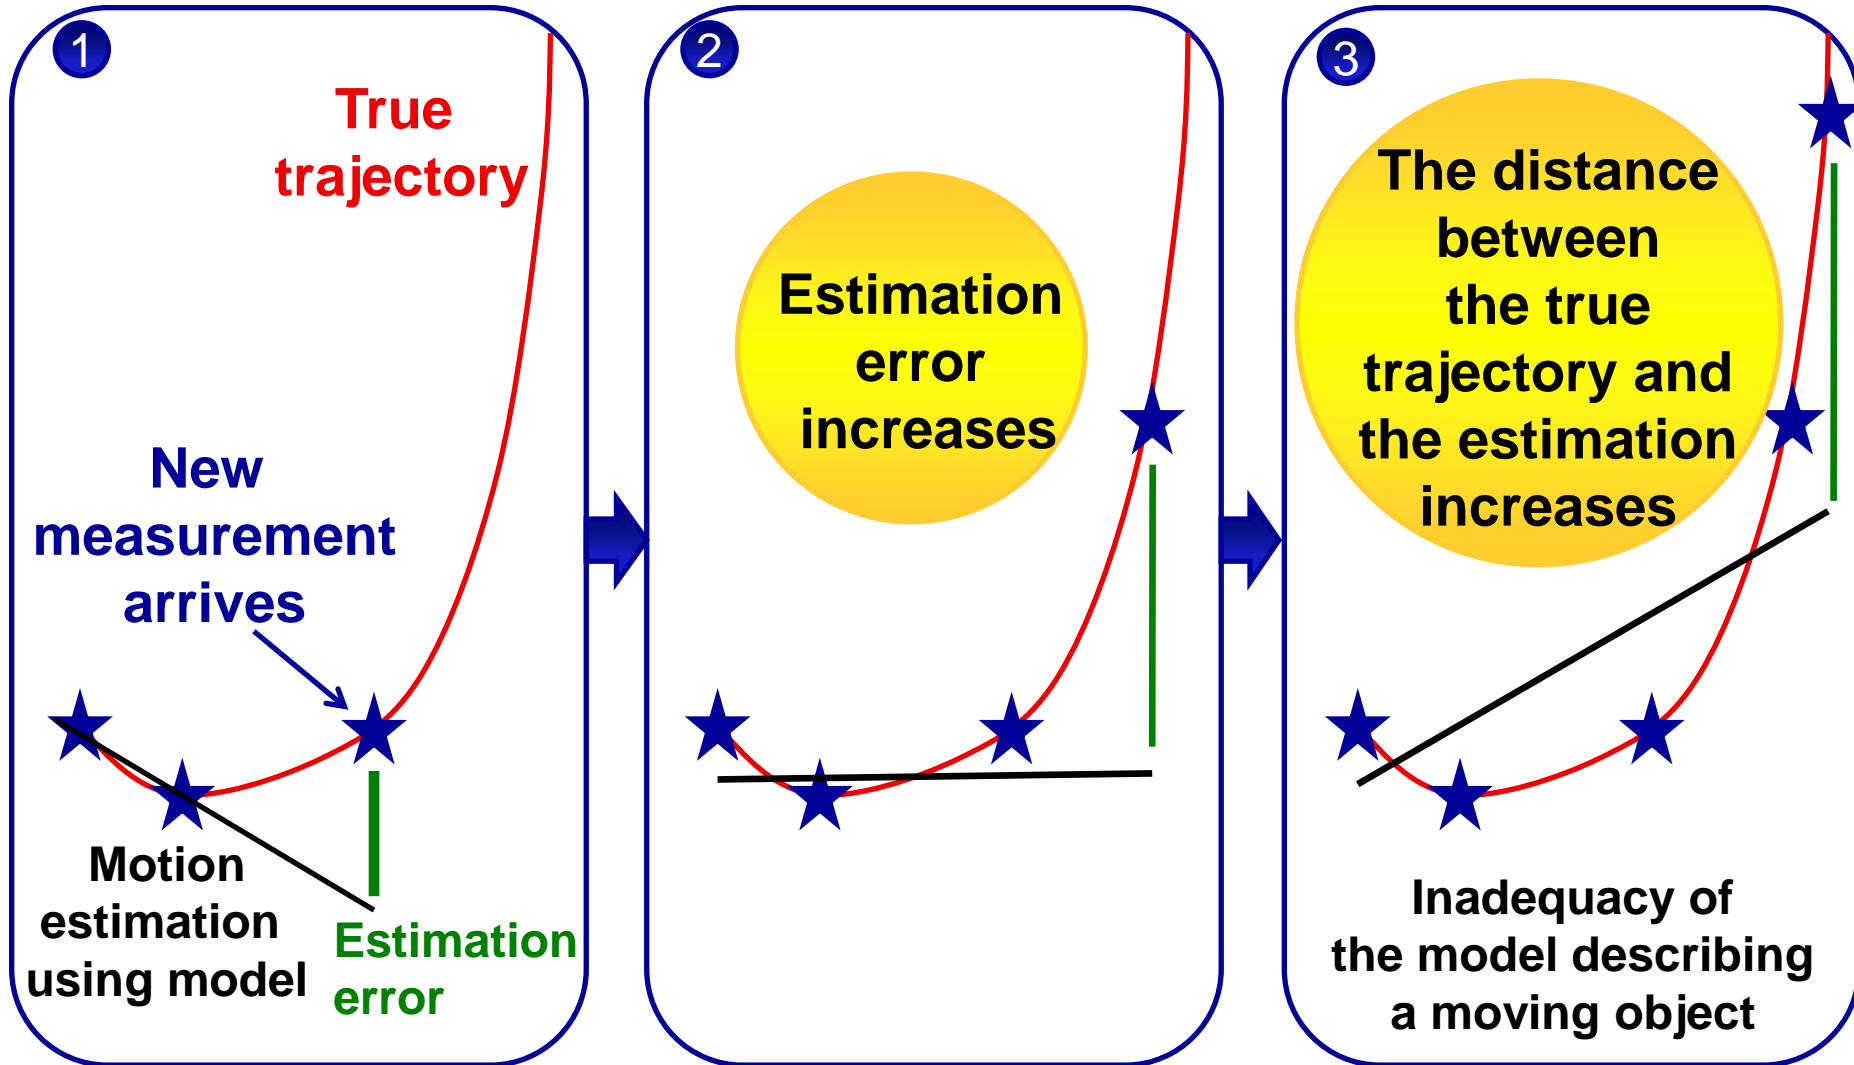 1
True
trajectory
New
measurement
arrives
Motion
estimation
using model
Estimation
error
2
Estimation
error
increases
3
The distance
between
the true
trajectory and
the estimation
increases
Inadequacy of
the model describing
a moving object